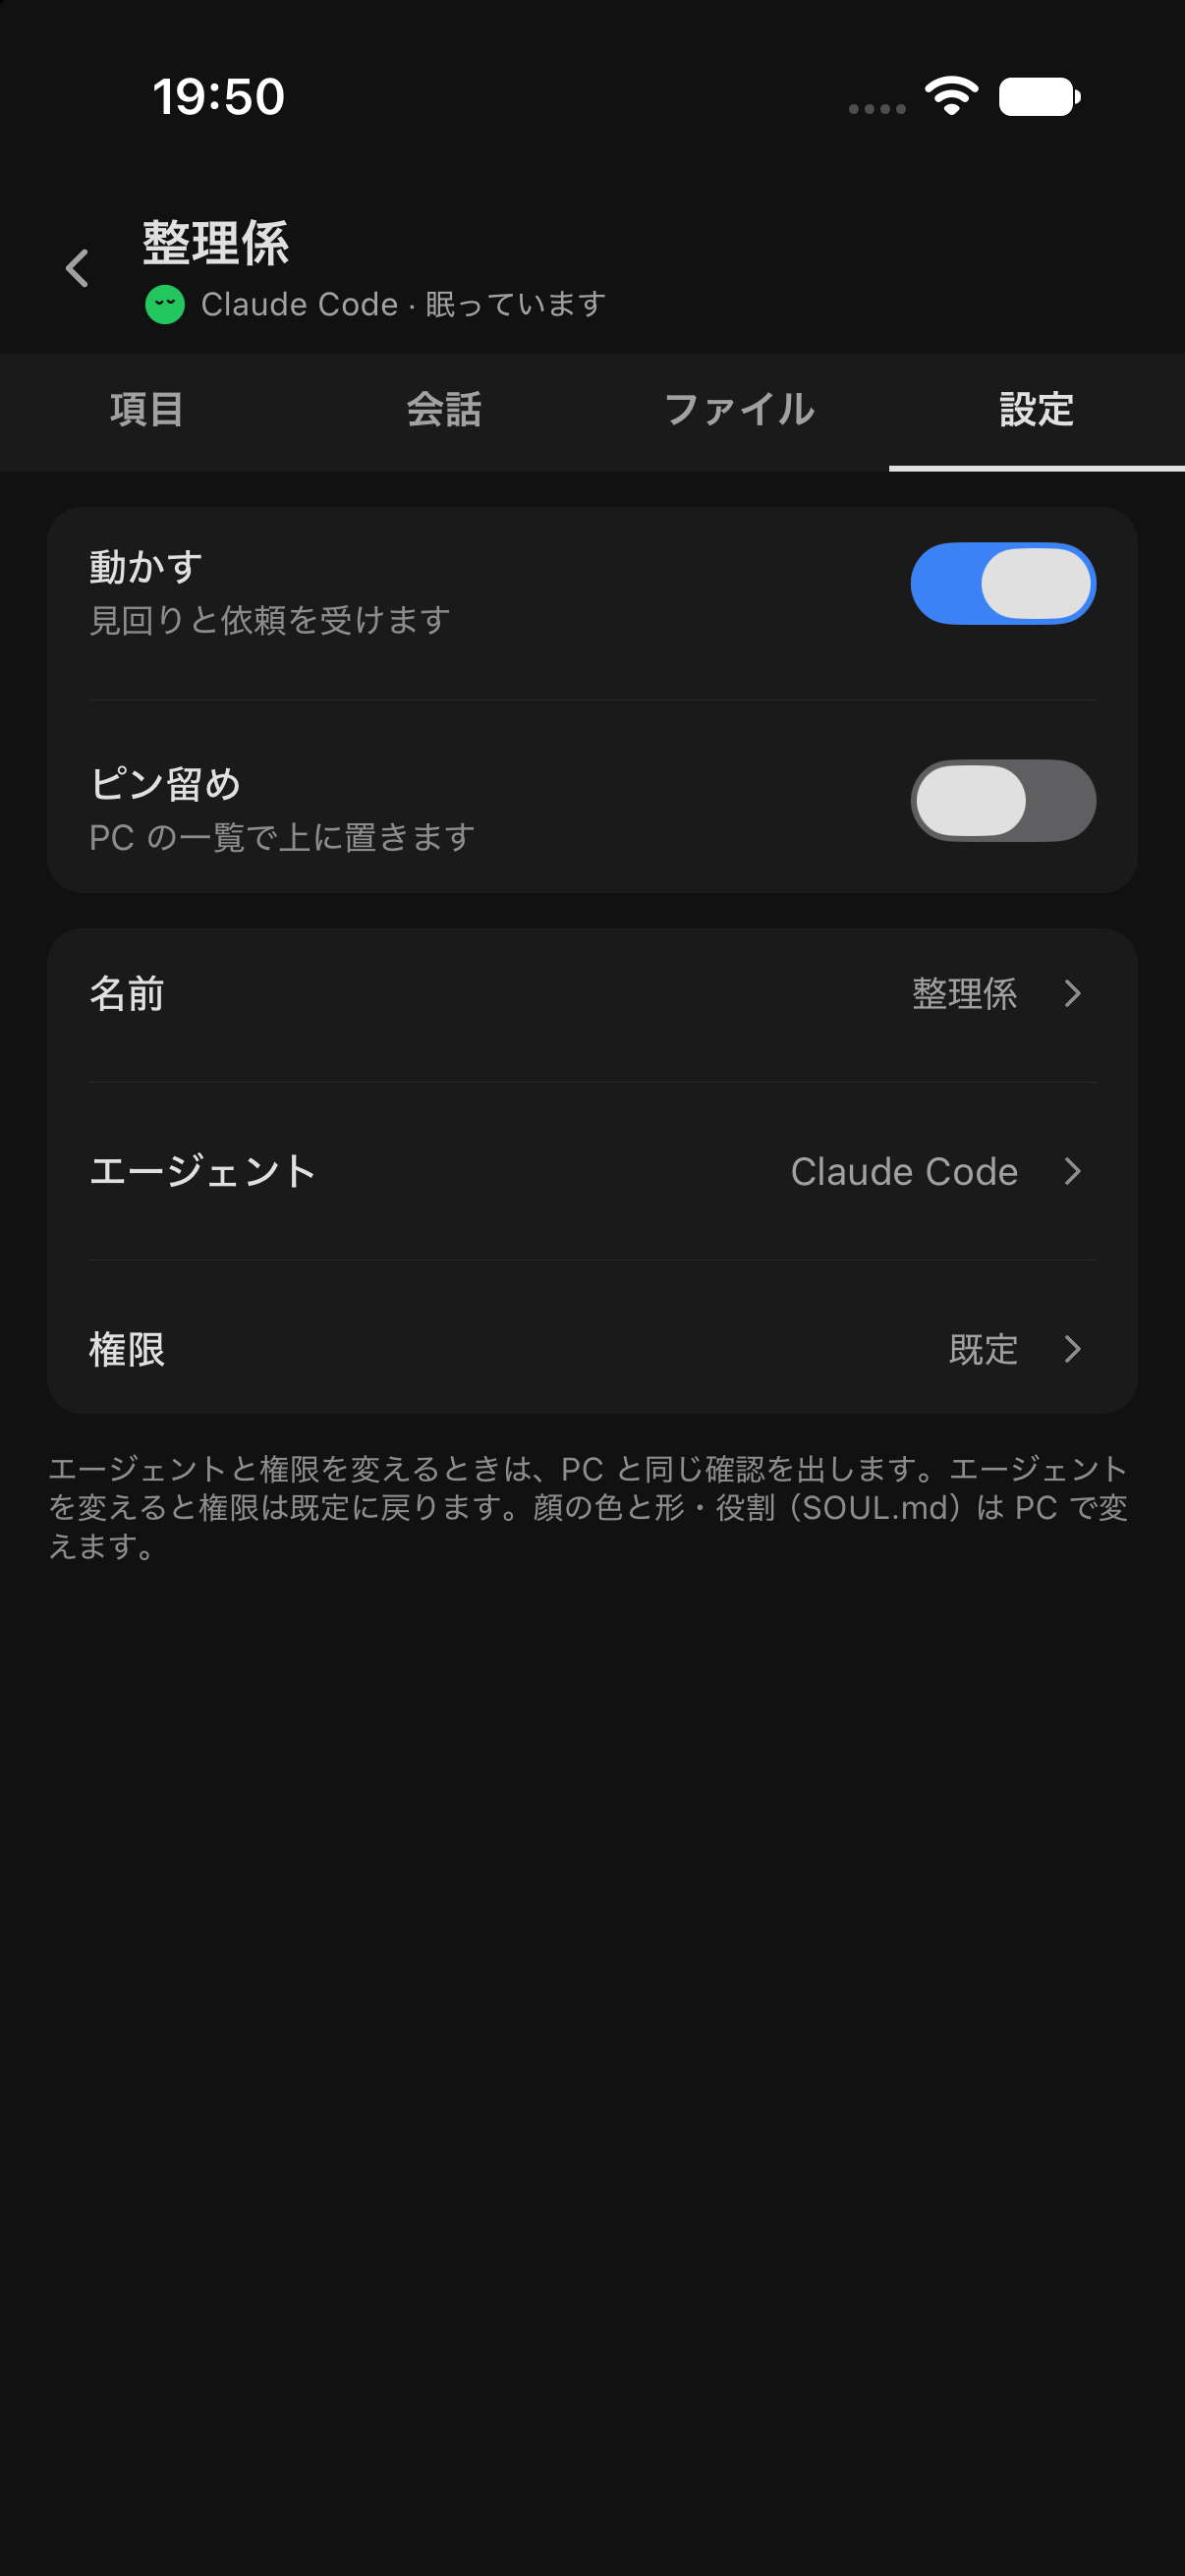 19:50
整理係
Claude Code · 眠っています
項目
会話
ファイル
設定
動かす
見回りと依頼を受けます
ピン留め
PC の一覧で上に置きます
名前
整理係
エージェント
Claude Code
権限
既定
エージェントと権限を変えるときは、PC と同じ確認を出します。エージェント
を変えると権限は既定に戻ります。顔の色と形・役割（SOUL.md）は PC で変
えます。